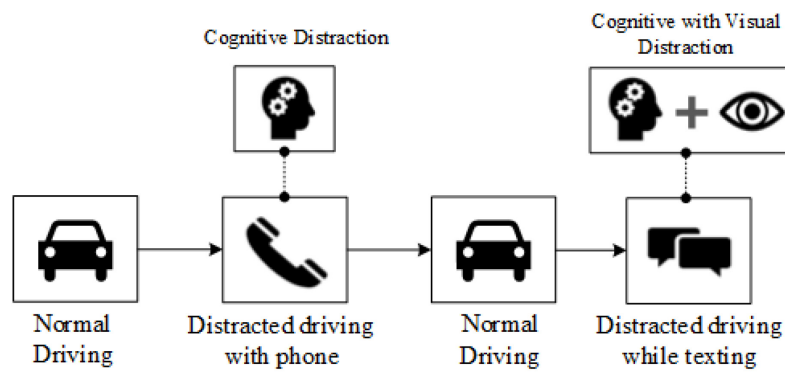 Cognitive Distraction
Cognitive with Visual
Distraction
Normal
Driving
Distracted driving
with phone
Normal
Driving
Distracted driving
while texting